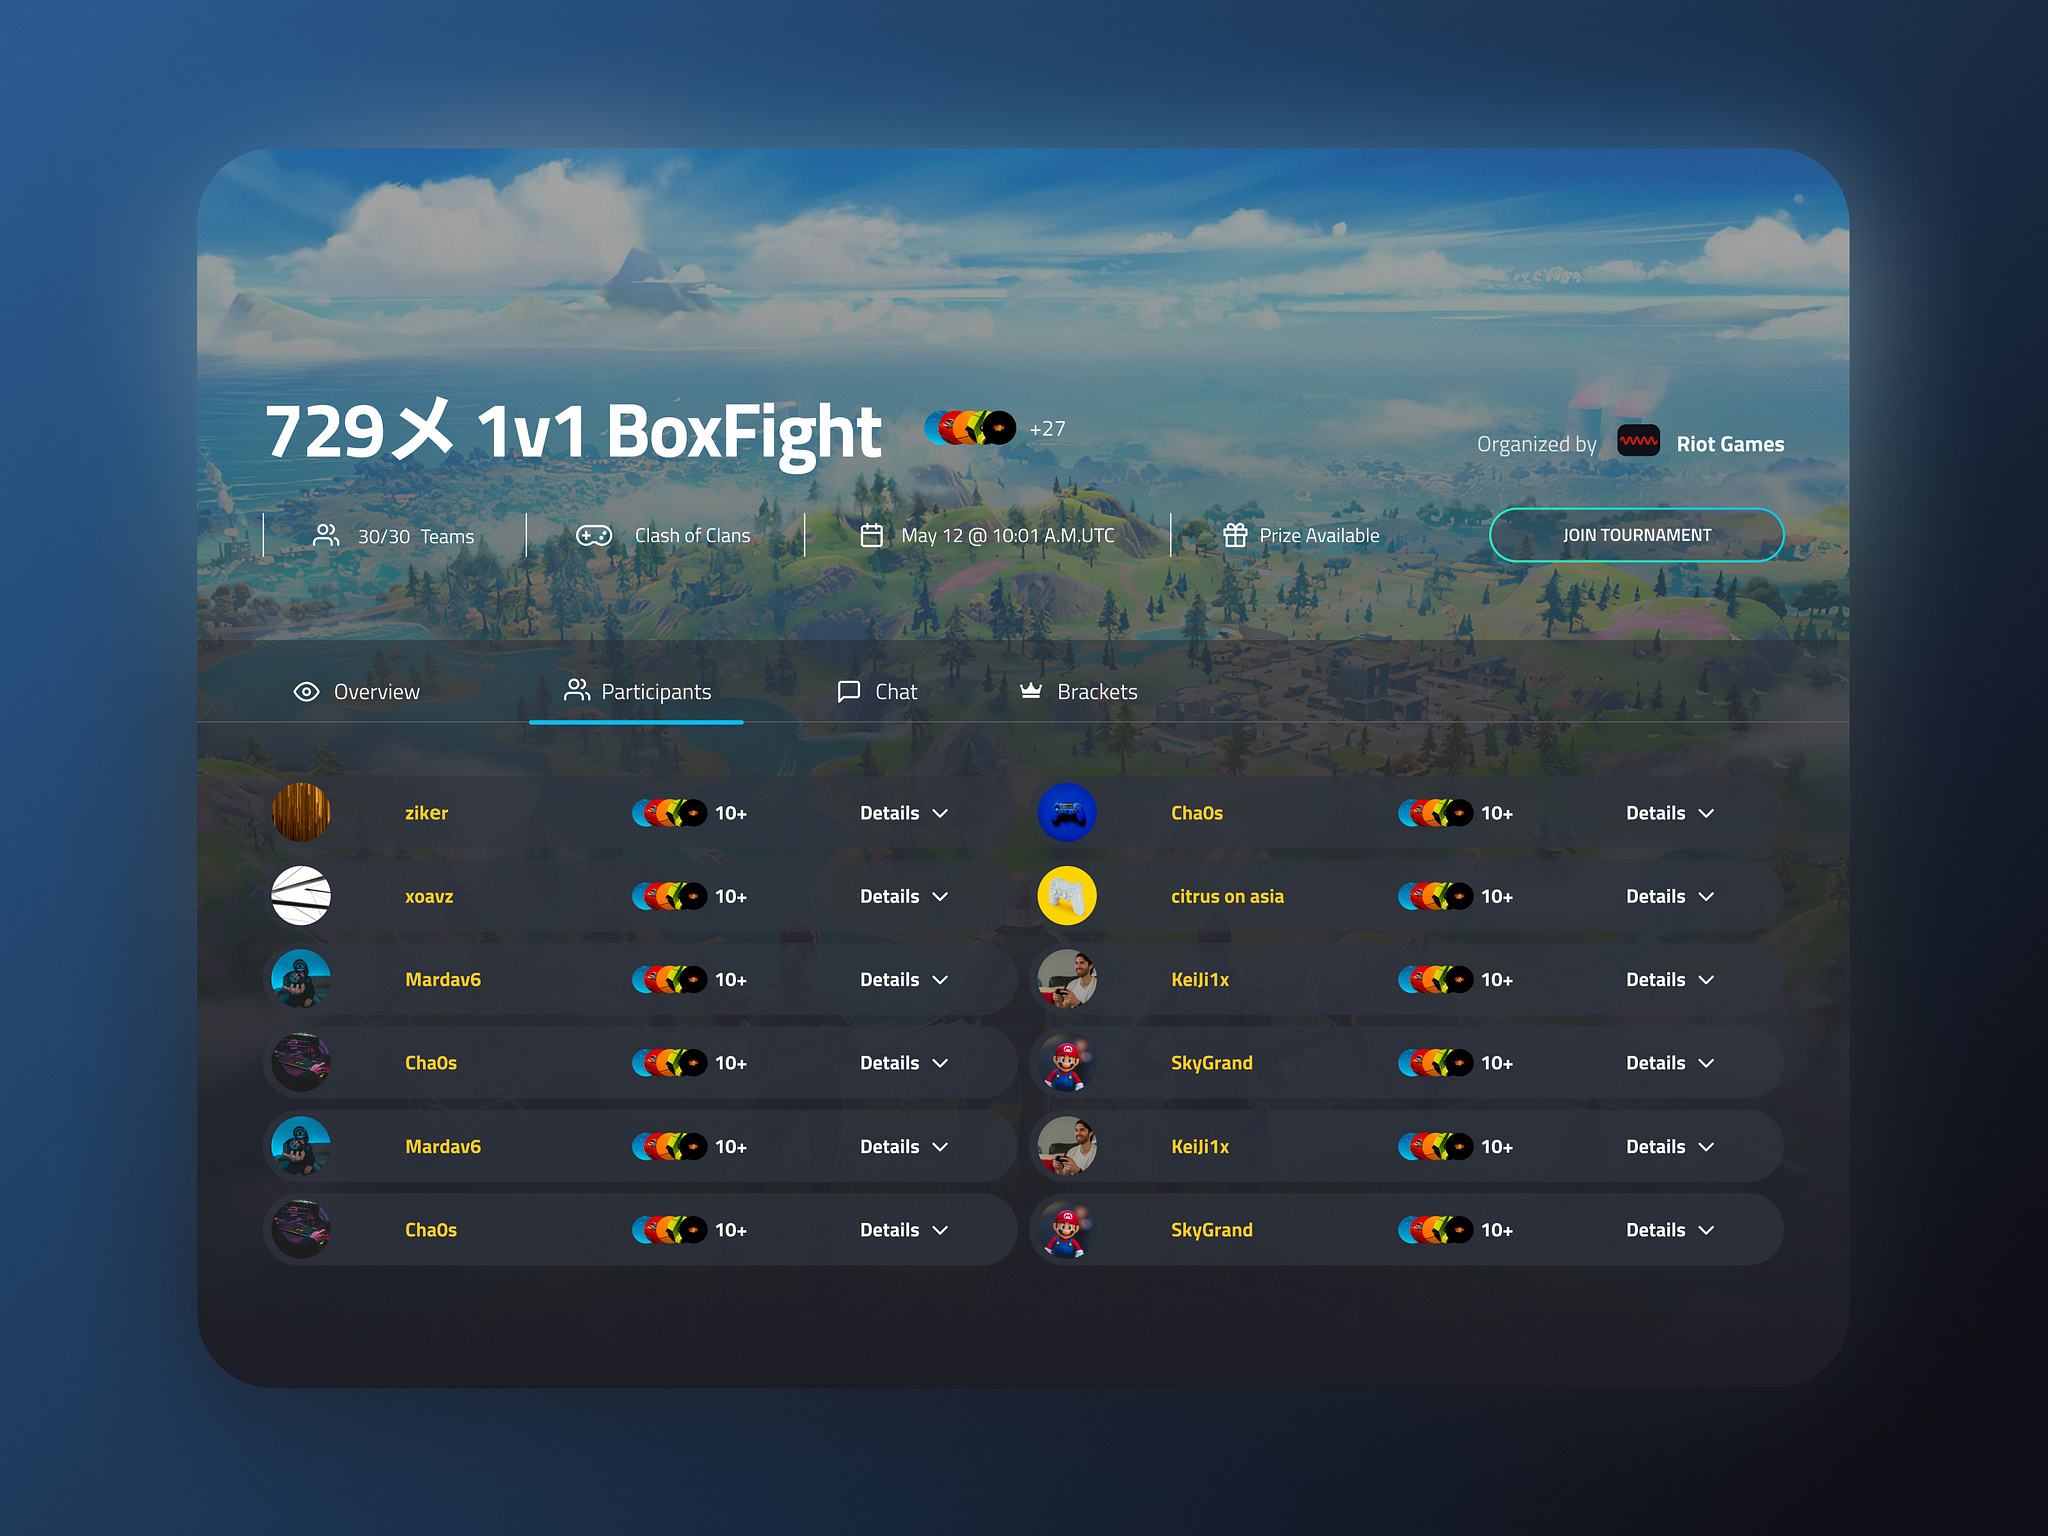 729メ 1v1 BoxFight
+27
Organized by Riot Games
30/30 Teams
Clash of Clans
May 12 @ 10:01 A.M.UTC
Prize Available
JOIN TOURNAMENT
Overview
Participants
Chat
Brackets
ziker 10+ Details
Cha0s 10+ Details
xoavz 10+ Details
citrus on asia 10+ Details
Mardav6 10+ Details
KeiJi1x 10+ Details
Cha0s 10+ Details
SkyGrand 10+ Details
Mardav6 10+ Details
KeiJi1x 10+ Details
Cha0s 10+ Details
SkyGrand 10+ Details